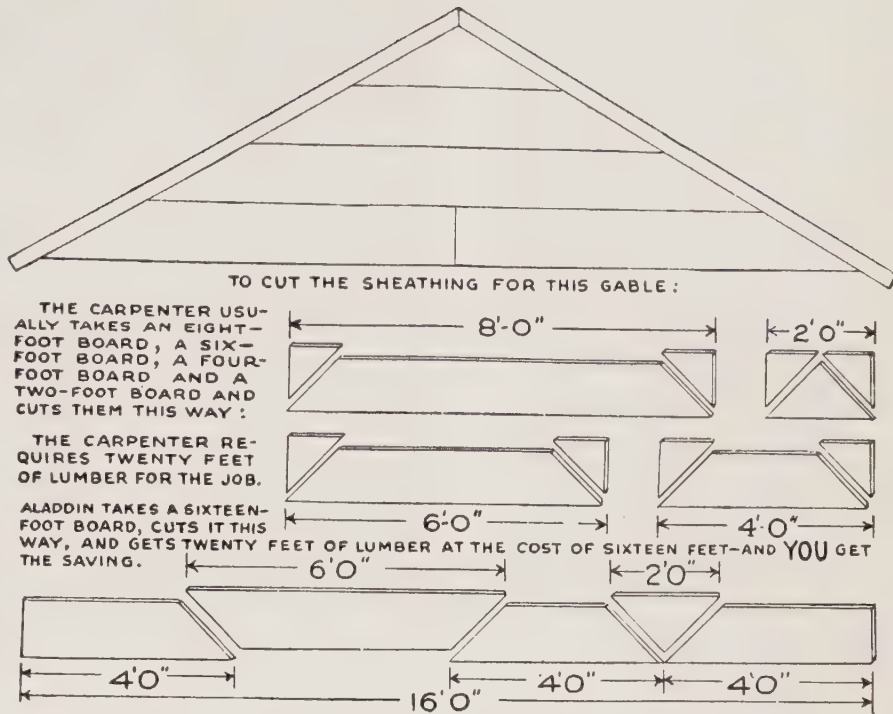 TO CUT THE SHEATHING FOR THIS GABLE:
THE CARPENTER USU-
ALLY TAKES AN EIGHT-
FOOT BOARD, A SIX-
FOOT BOARD, A FOUR-
FOOT BOARD AND A
TWO-FOOT BOARD AND
CUTS THEM THIS WAY:
8'-0"
2'0"
THE CARPENTER RE-
QUIRES TWENTY FEET
OF LUMBER FOR THE JOB.
6'-0"
4'-0"
ALADDIN TAKES A SIXTEEN-
FOOT BOARD, CUTS IT THIS
WAY, AND GETS TWENTY FEET OF LUMBER AT THE COST OF SIXTEEN FEET-AND YOU GET
THE SAVING.
6'0"
2'0"
4'0"
4'0"
4'0"
16'0"